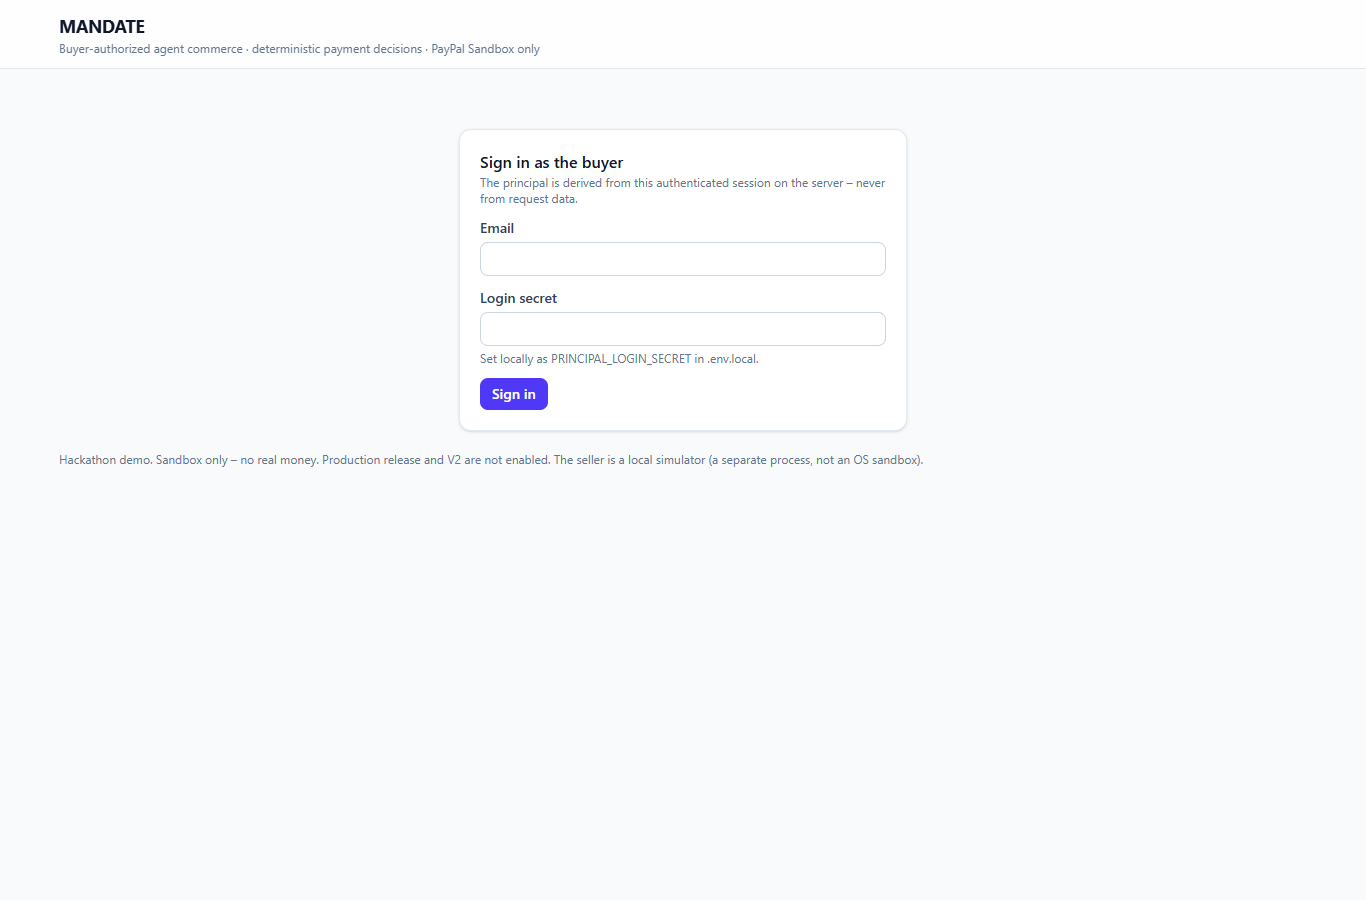 MANDATE
Buyer-authorized agent commerce · deterministic payment decisions · PayPal Sandbox only
Sign in as the buyer
The principal is derived from this authenticated session on the server – never
from request data.
Email
Login secret
Set locally as PRINCIPAL_LOGIN_SECRET in .env.local.
Sign in
Hackathon demo. Sandbox only – no real money. Production release and V2 are not enabled. The seller is a local simulator (a separate process, not an OS sandbox).